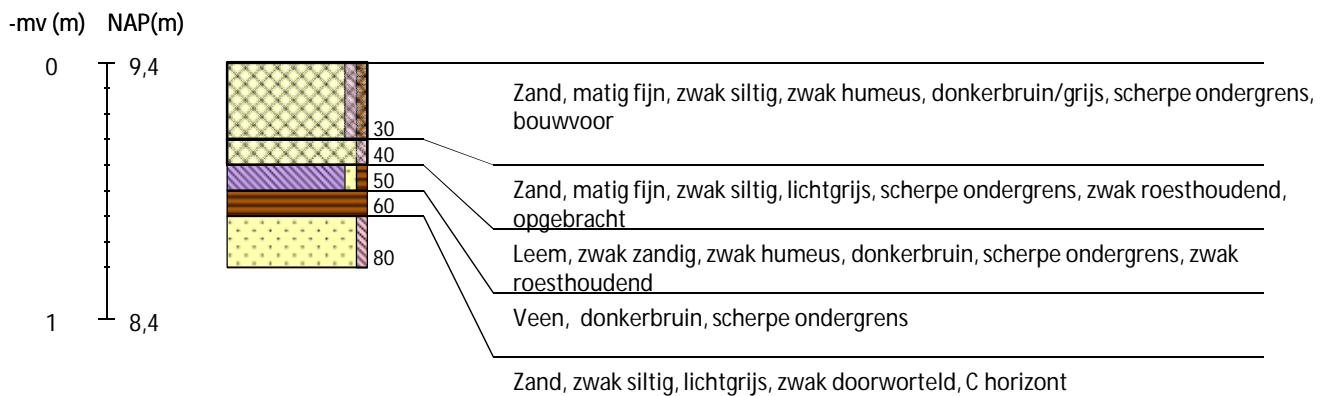 -mv (m) NAP(m)
0 9,4
Zand, matig fijn, zwak siltig, zwak humeus, donkerbruin/grijs, scherpe ondergrens,
bouwvoor
30
40
Zand, matig fijn, zwak siltig, lichtgrijs, scherpe ondergrens, zwak roesthoudend,
opgebracht
50
60
Leem, zwak zandig, zwak humeus, donkerbruin, scherpe ondergrens, zwak
roesthoudend
80
1 8,4
Veen, donkerbruin, scherpe ondergrens
Zand, zwak siltig, lichtgrijs, zwak doorworteld, C horizont